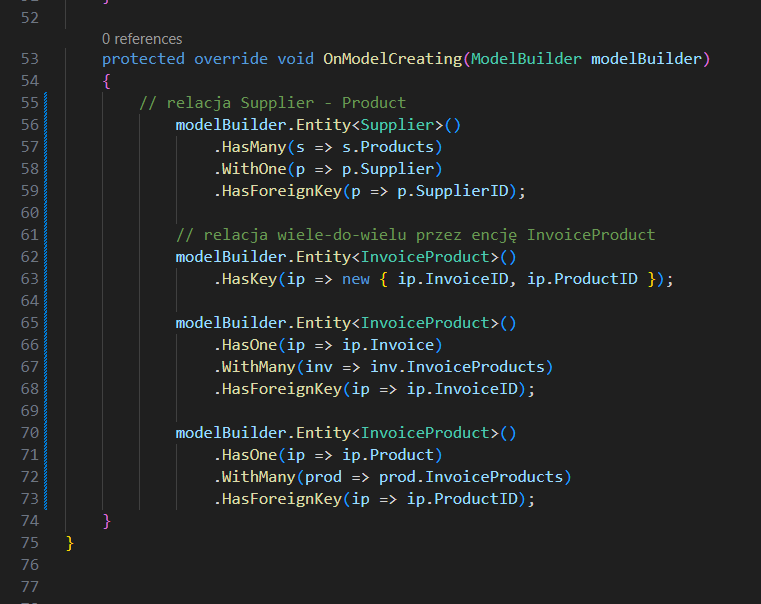 52
0 references
53 protected override void OnModelCreating(ModelBuilder modelBuilder)
54 {
55 // relacja Supplier - Product
56 modelBuilder.Entity<Supplier>()
57 .HasMany(s => s.Products)
58 .WithOne(p => p.Supplier)
59 .HasForeignKey(p => p.SupplierID);
60
61 // relacja wiele-do-wielu przez encję InvoiceProduct
62 modelBuilder.Entity<InvoiceProduct>()
63 .HasKey(ip => new { ip.InvoiceID, ip.ProductID });
64
65 modelBuilder.Entity<InvoiceProduct>()
66 .HasOne(ip => ip.Invoice)
67 .WithMany(inv => inv.InvoiceProducts)
68 .HasForeignKey(ip => ip.InvoiceID);
69
70 modelBuilder.Entity<InvoiceProduct>()
71 .HasOne(ip => ip.Product)
72 .WithMany(prod => prod.InvoiceProducts)
73 .HasForeignKey(ip => ip.ProductID);
74 }
75 }
76
77